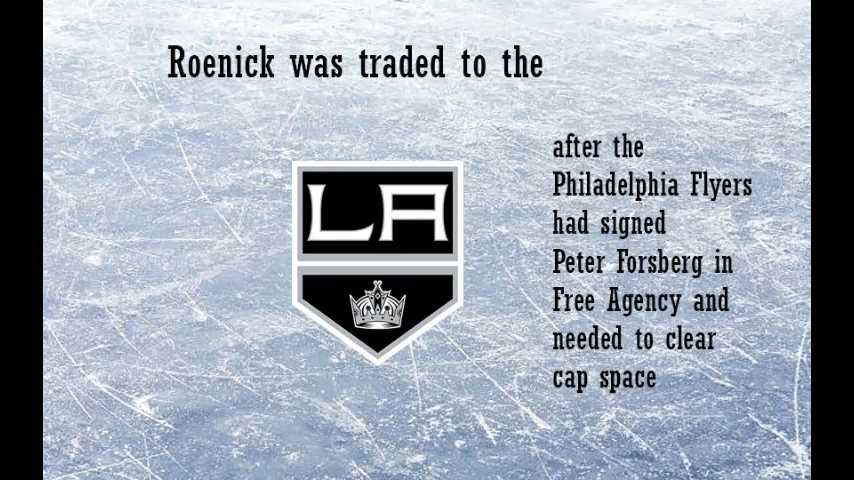 Roenick was traded to the
LA
after the
Philadelphia Flyers
had signed
Peter Forsberg in
Free Agency and
needed to clear
cap space